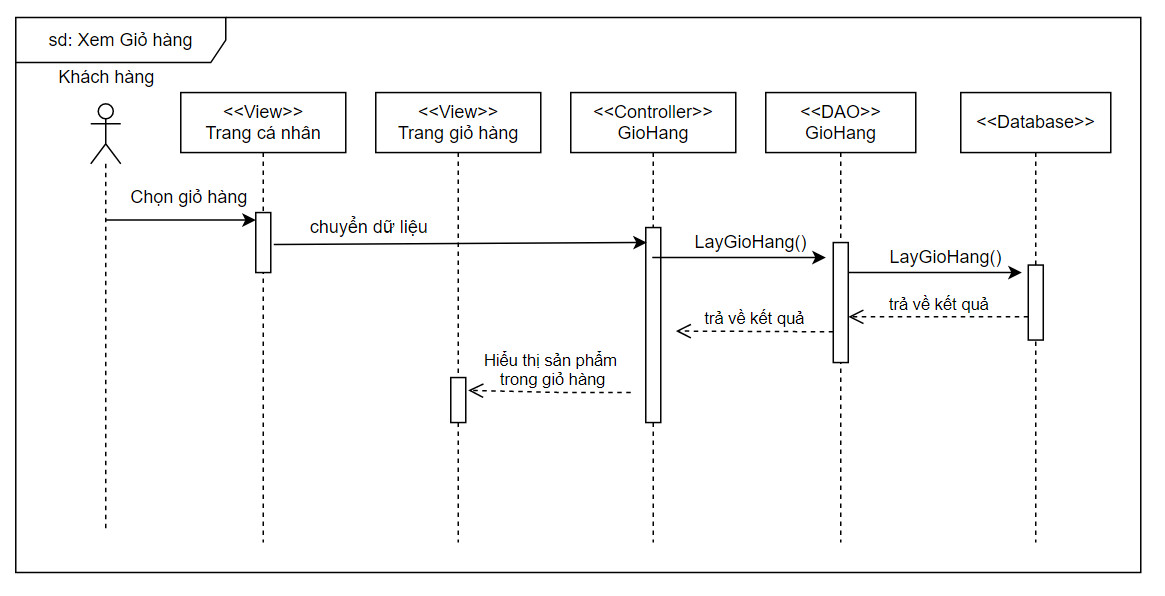 sd: Xem Giỏ hàng
Khách hàng
<<View>>
Trang cá nhân
<<View>>
Trang giỏ hàng
<<Controller>>
GioHang
<<DAO>>
GioHang
<<Database>>
Chọn giỏ hàng
chuyển dữ liệu
LayGioHang()
LayGioHang()
trả về kết quả
trả về kết quả
Hiểu thị sản phẩm
trong giỏ hàng